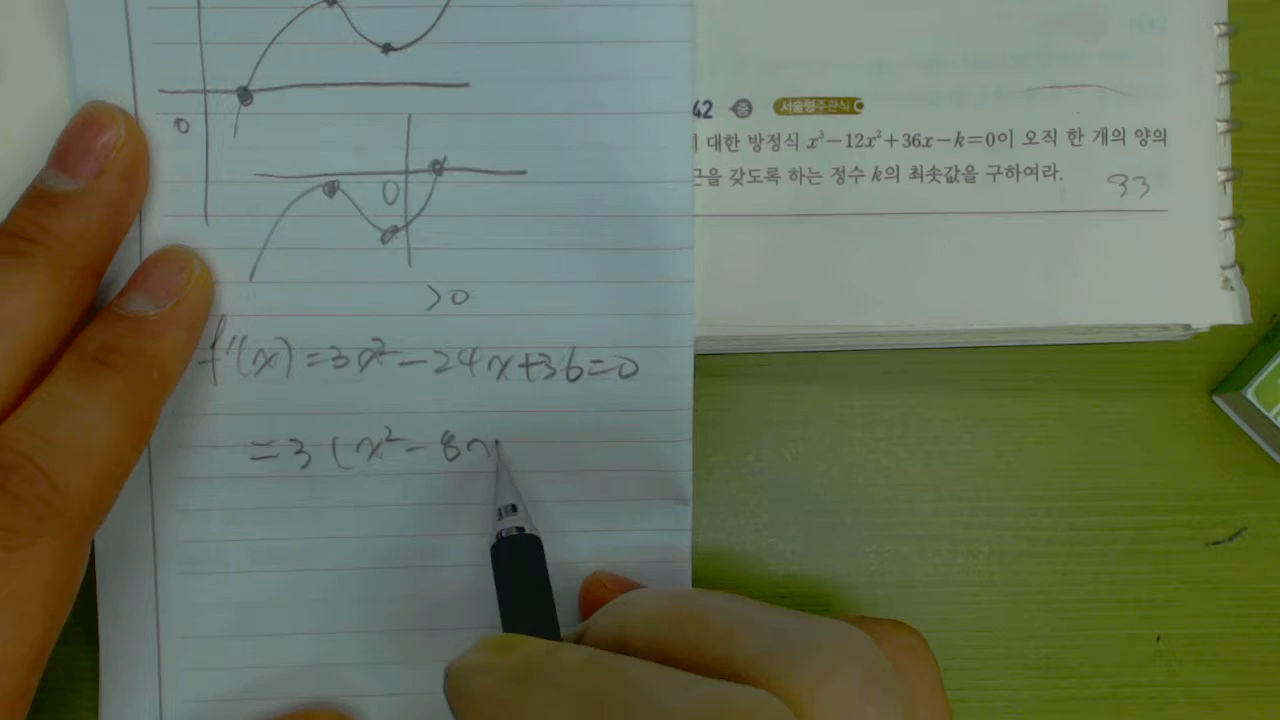 42 중 서술형주관식
대한 방정식 x³-12x²+36x-k=0이 오직 한 개의 양의
근을 갖도록 하는 정수 k의 최솟값을 구하여라. 33
0
0
>0
f'(x)=3x²-24x+36=0
=3(x²-8x